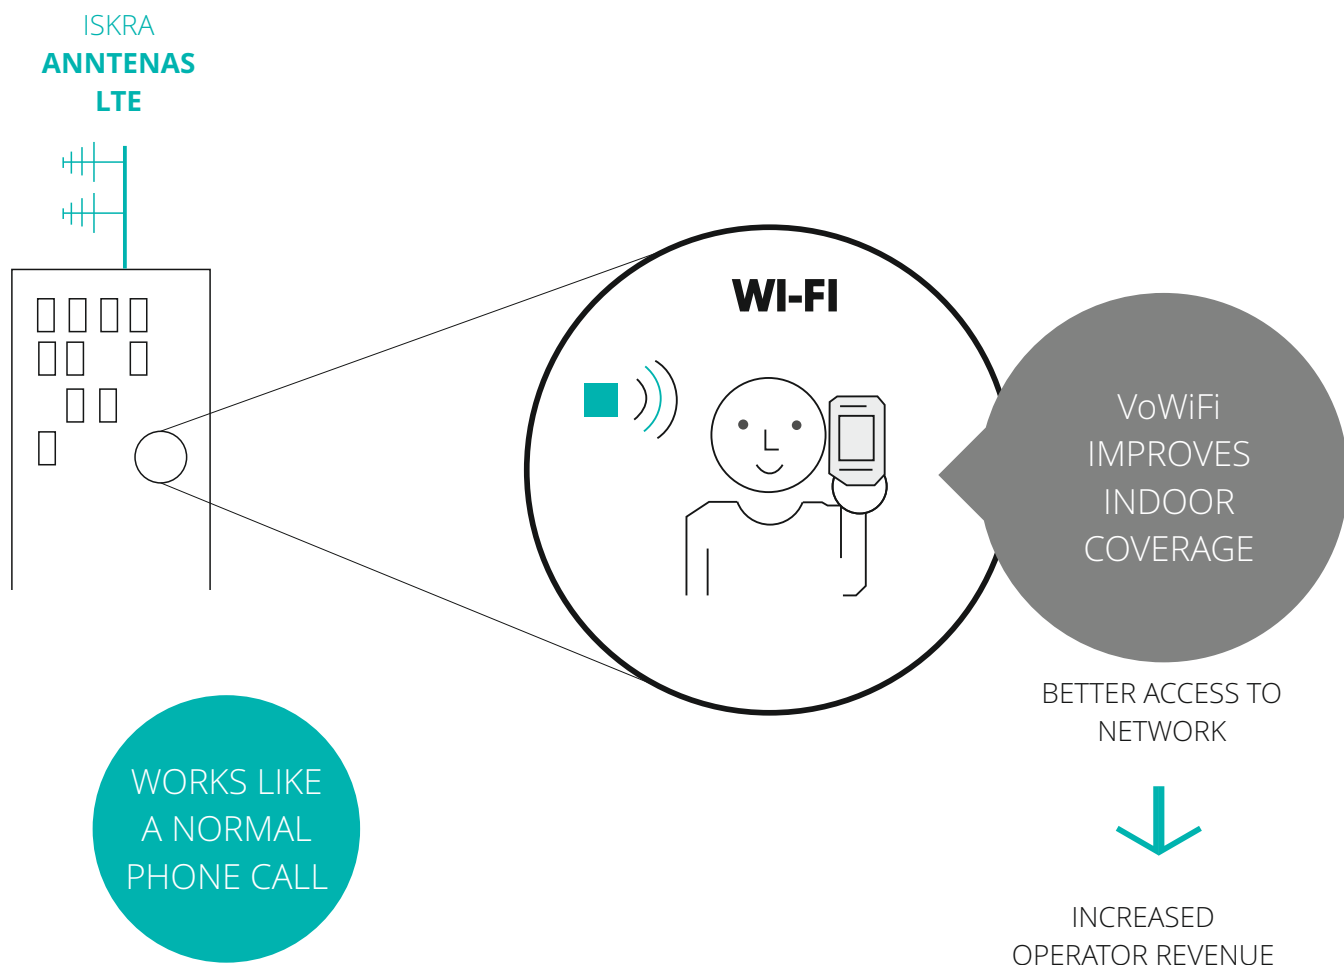 ISKRA
ANNTENAS
LTE
WI-FI
VoWiFi
IMPROVES
INDOOR
COVERAGE
BETTER ACCESS TO
NETWORK
WORKS LIKE
A NORMAL
PHONE CALL
INCREASED
OPERATOR REVENUE